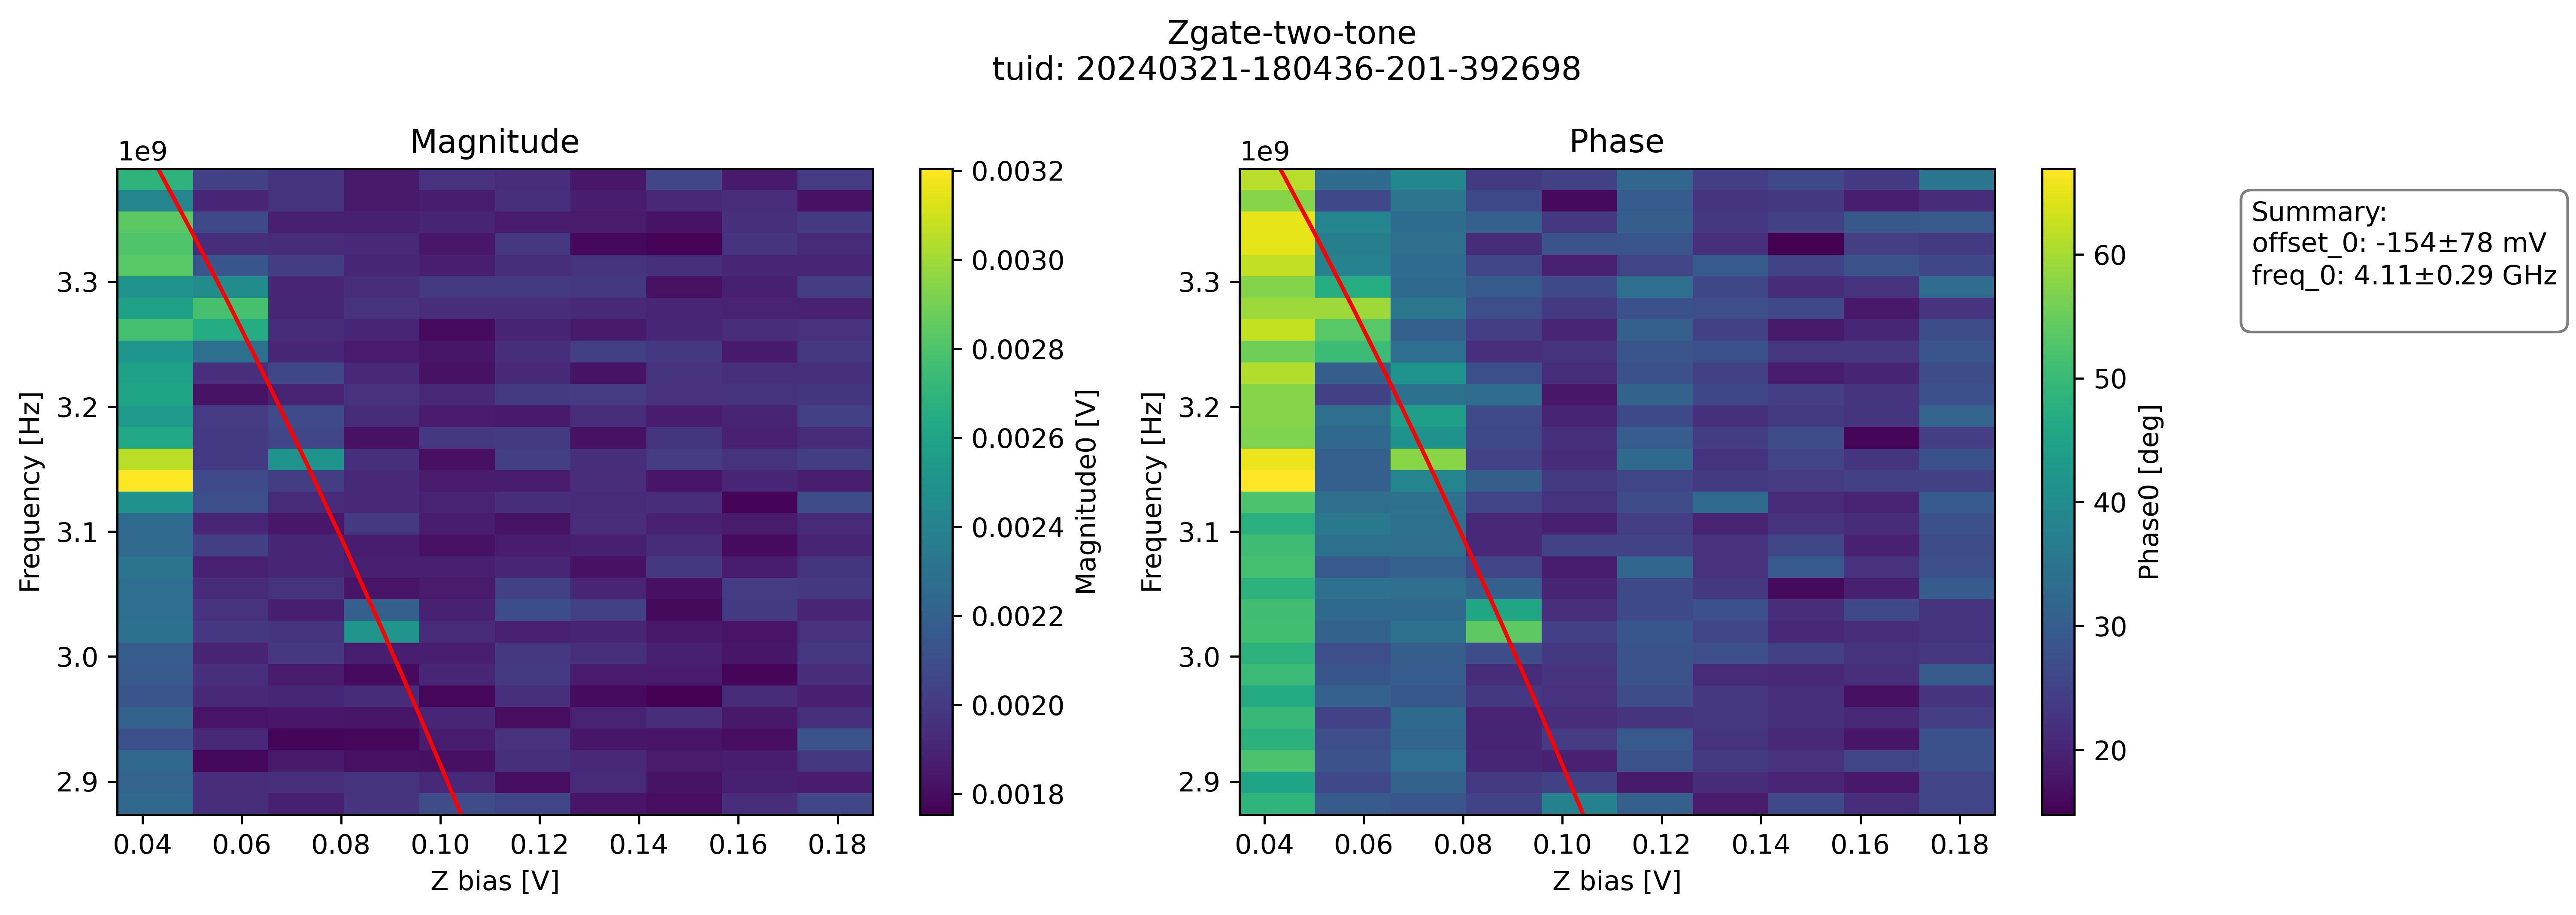 Zgate-two-tone
tuid: 20240321-180436-201-392698
Magnitude
1e9
3.3
3.2
3.1
3.0
2.9
Frequency [Hz]
0.04 0.06 0.08 0.10 0.12 0.14 0.16 0.18
Z bias [V]
0.0032
0.0030
0.0028
0.0026
0.0024
0.0022
0.0020
0.0018
Magnitude0 [V]
Phase
1e9
3.3
3.2
3.1
3.0
2.9
Frequency [Hz]
0.04 0.06 0.08 0.10 0.12 0.14 0.16 0.18
Z bias [V]
60
50
40
30
20
Phase0 [deg]
Summary:
offset_0: -154±78 mV
freq_0: 4.11±0.29 GHz